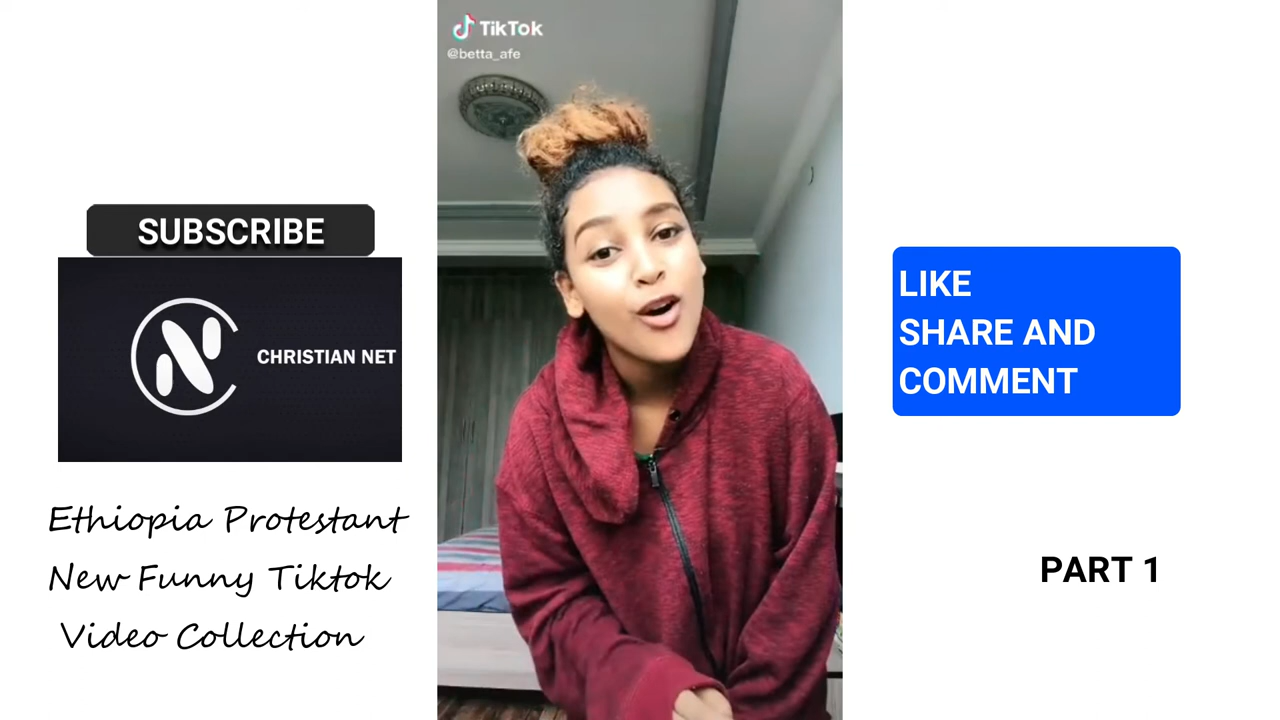 TikTok
@betta_afe
SUBSCRIBE
CHRISTIAN NET
Ethiopia Protestant
New Funny Tiktok
Video Collection
LIKE
SHARE AND
COMMENT
PART 1